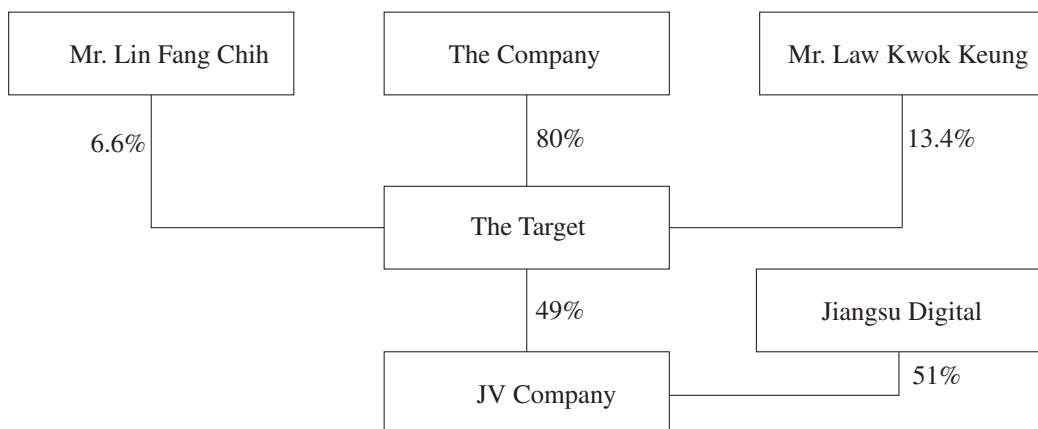 Mr. Lin Fang Chih
The Company
Mr. Law Kwok Keung
6.6%
80%
13.4%
The Target
49%
Jiangsu Digital
JV Company
51%